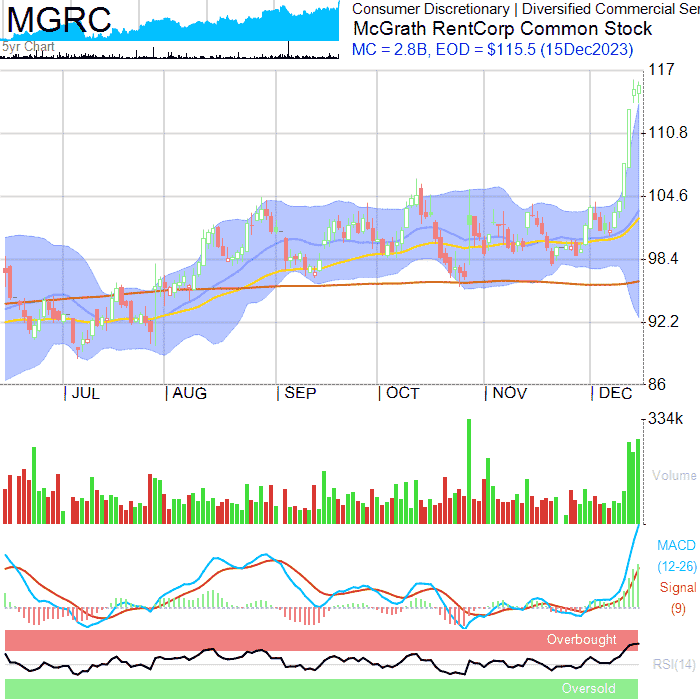 MGRC
5yr Chart
Consumer Discretionary | Diversified Commercial Ser
McGrath RentCorp Common Stock
MC = 2.8B, EOD = $115.5 (15Dec2023)
117
110.8
104.6
98.4
92.2
86
| JUL | AUG | SEP | OCT | NOV | DEC
334k
Volume
MACD
(12-26)
Signal
(9)
Overbought
RSI(14)
Oversold